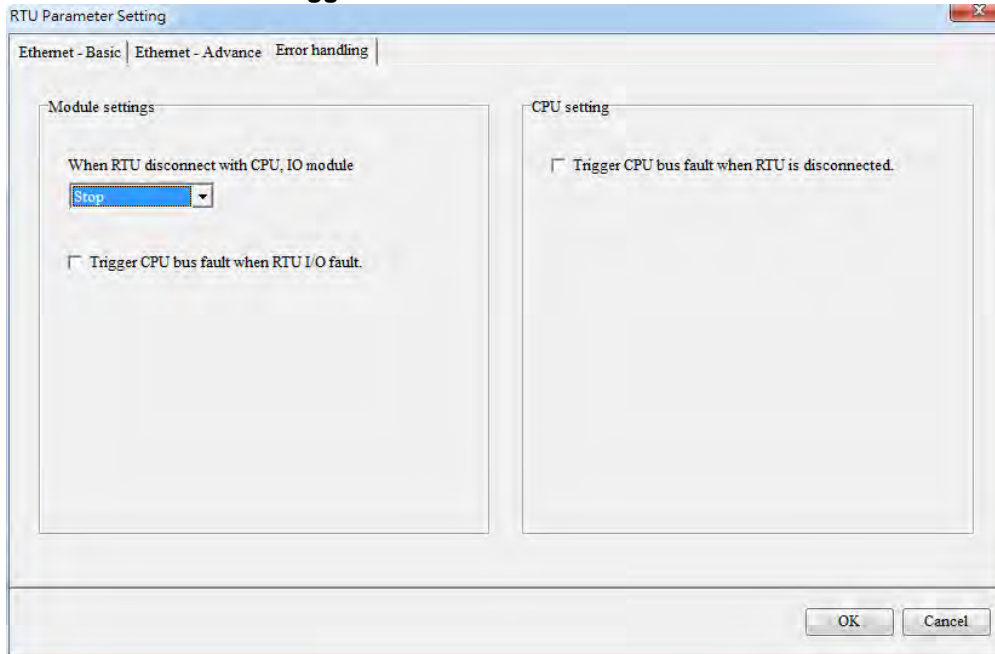 gg
RTU Parameter Setting
Ethernet - Basic Ethernet - Advance Error handling
Module settings
When RTU disconnect with CPU, IO module
Stop
Trigger CPU bus fault when RTU I/O fault.
CPU setting
Trigger CPU bus fault when RTU is disconnected.
OK Cancel